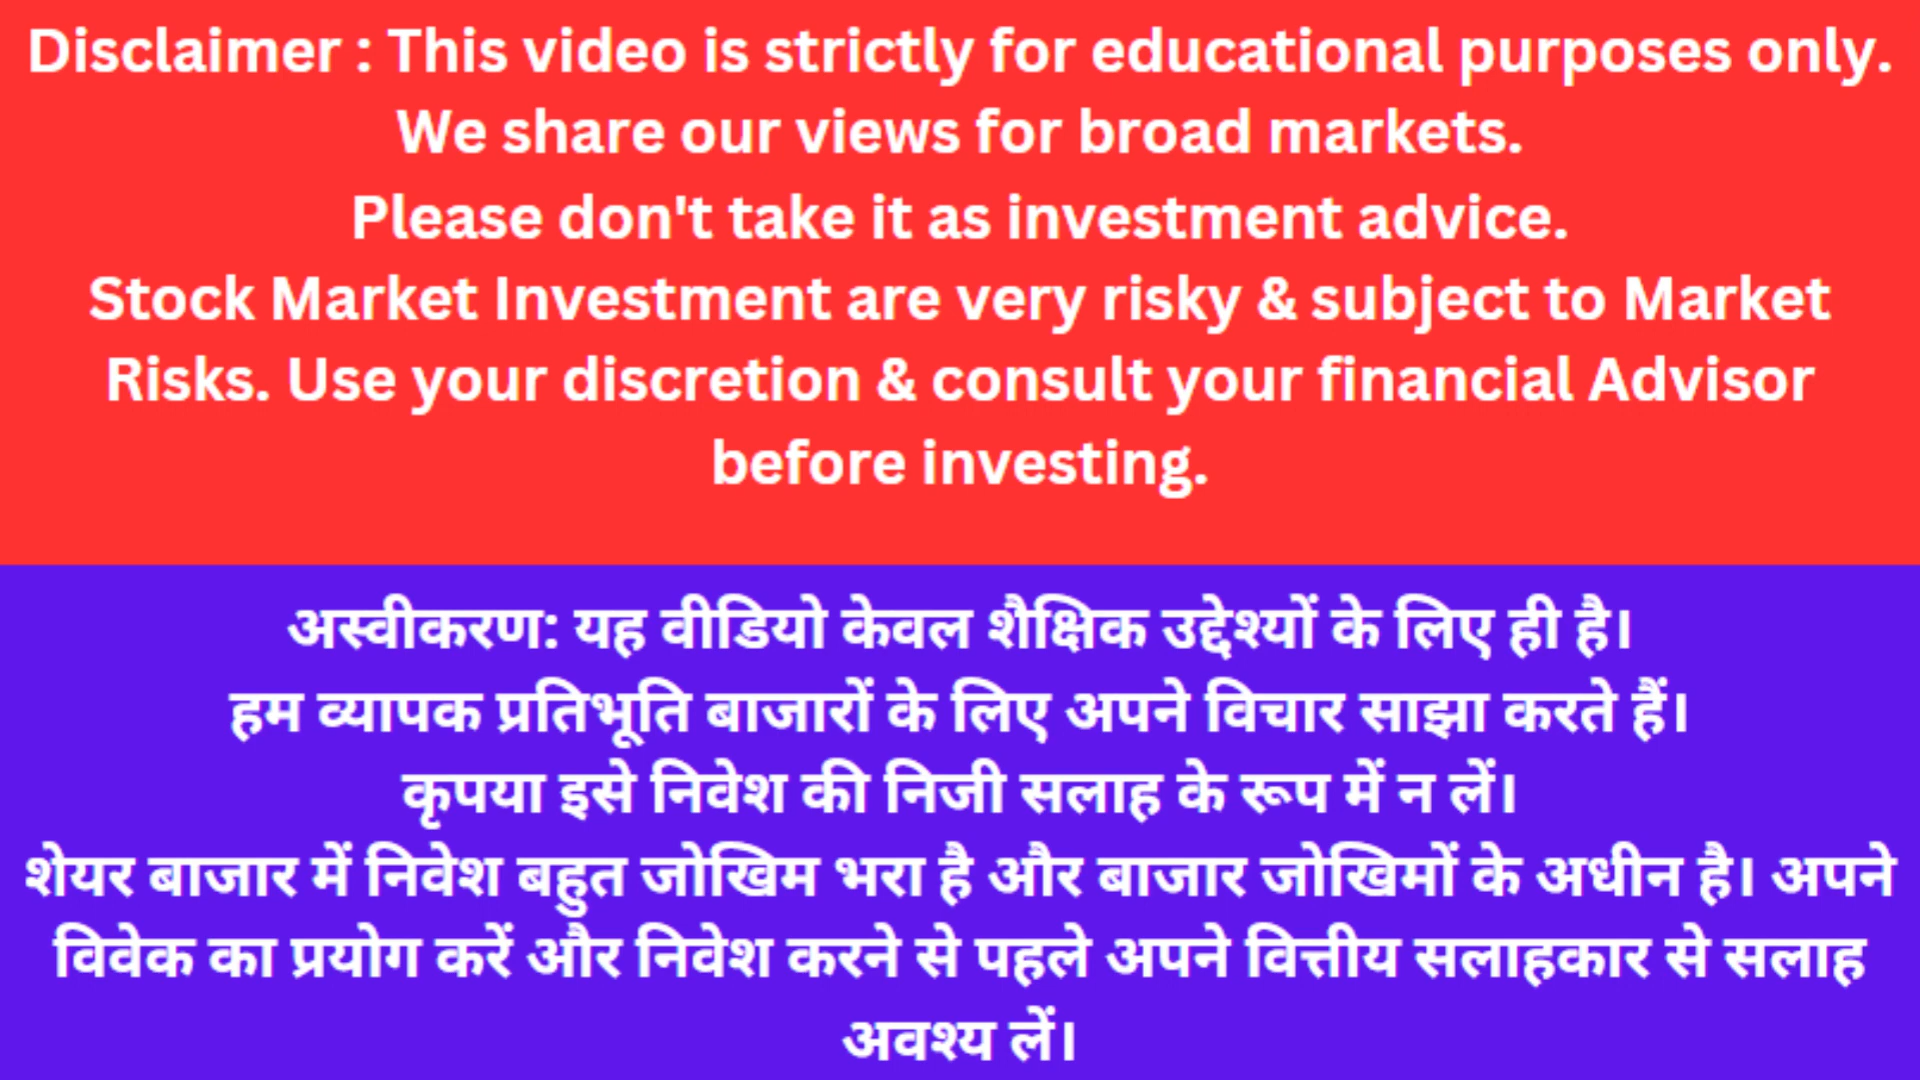 Disclaimer : This video is strictly for educational purposes only.
We share our views for broad markets.
Please don't take it as investment advice.
Stock Market Investment are very risky & subject to Market
Risks. Use your discretion & consult your financial Advisor
before investing.
अस्वीकरण: यह वीडियो केवल शैक्षिक उद्देश्यों के लिए ही है।
हम व्यापक प्रतिभूति बाजारों के लिए अपने विचार साझा करते हैं।
कृपया इसे निवेश की निजी सलाह के रूप में न लें।
शेयर बाजार में निवेश बहुत जोखिम भरा है और बाजार जोखिमों के अधीन है। अपने
विवेक का प्रयोग करें और निवेश करने से पहले अपने वित्तीय सलाहकार से सलाह
अवश्य लें।